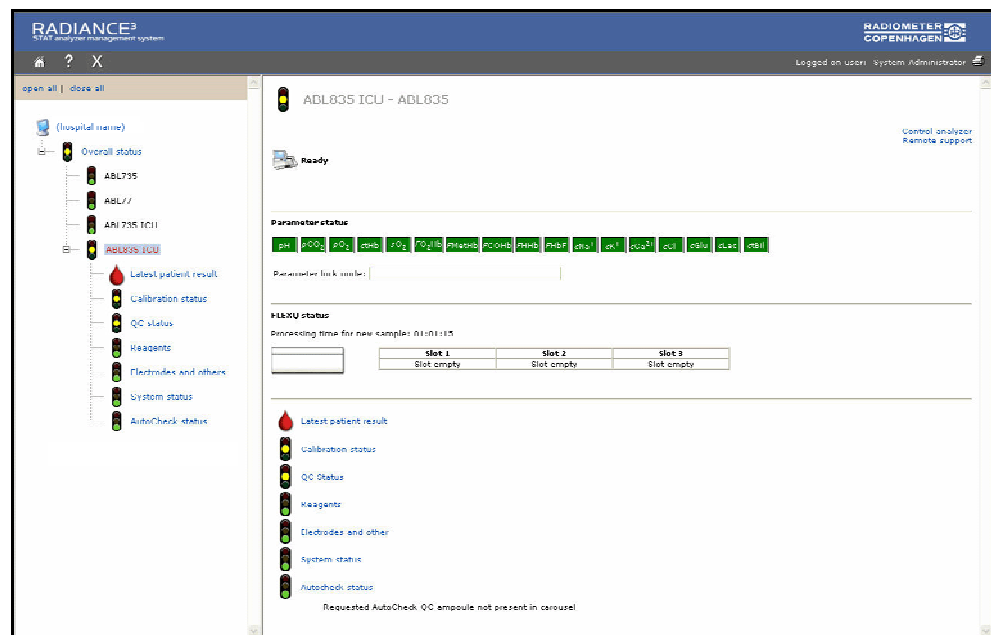 RADIANCE³
STAT analyzer management system
RADIOMETER
COPENHAGEN
? X
Logged on user: System Administrator
open all | close all
(hospital name)
Overall status
ABL735
ABL77
ABL735 ICU
ABL835 ICU
Latest patient result
Calibration status
QC status
Reagents
Electrodes and others
System status
AutoCheck status
ABL835 ICU - ABL835
Control analyzer
Remote support
Ready
Parameter status
pH pCO₂ pO₂ ctHb sO₂ FO₂Hb FMetHb FCOHb FHHb FHbF cNa⁺ cK⁺ cCa²⁺ cCl⁻ cGlu cLac ctBil
Parameter lock mode:
FLEXQ status
Processing time for new sample: 01:01:15
Slot 1 Slot 2 Slot 3
Slot empty Slot empty Slot empty
Latest patient result
Calibration status
QC Status
Reagents
Electrodes and other
System status
Autocheck status
Requested AutoCheck QC ampoule not present in carousel